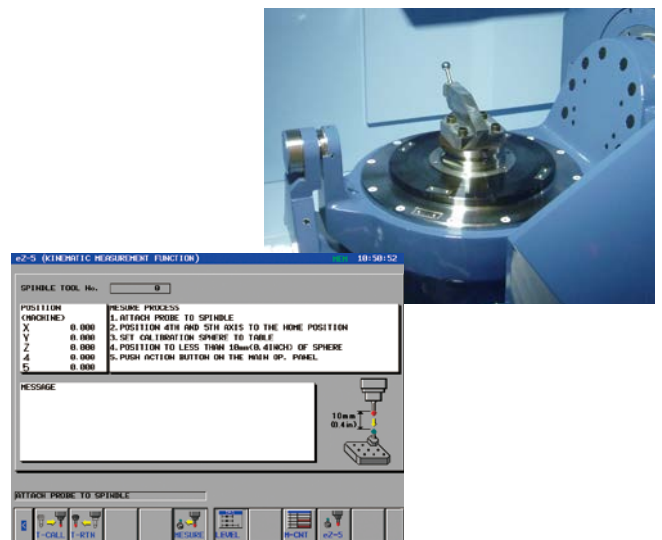 e2-5 (KINEMATIC MEASUREMENT FUNCTION) MEM 10:50:52
SPINDLE TOOL No. 0
POSITION
(MACHINE)
X 0.000
Y 0.000
Z 0.000
4 0.000
5 0.000
MESURE PROCESS
1. ATTACH PROBE TO SPINDLE
2. POSITION 4TH AND 5TH AXIS TO THE HOME POSITION
3. SET CALIBRATION SPHERE TO TABLE
4. POSITION TO LESS THAN 10mm(0.4INCH) OF SPHERE
5. PUSH ACTION BUTTON ON THE MAIN OP. PANEL
MESSAGE
10mm
(0.4in)
ATTACH PROBE TO SPINDLE
T-CALL T-RTN MESURE LEVEL M-CNT e2-5